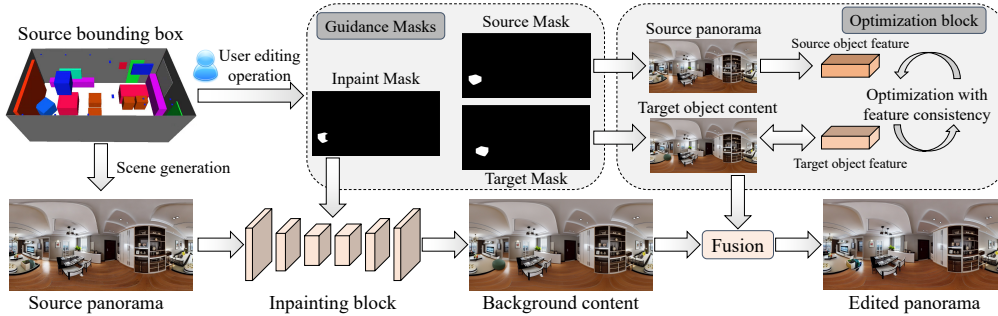 Source bounding box
User editing
operation
Guidance Masks
Source Mask
Inpaint Mask
Target Mask
Optimization block
Source panorama
Source object feature
Target object content
Optimization with
feature consistency
Target object feature
Scene generation
Fusion
Source panorama
Inpainting block
Background content
Edited panorama